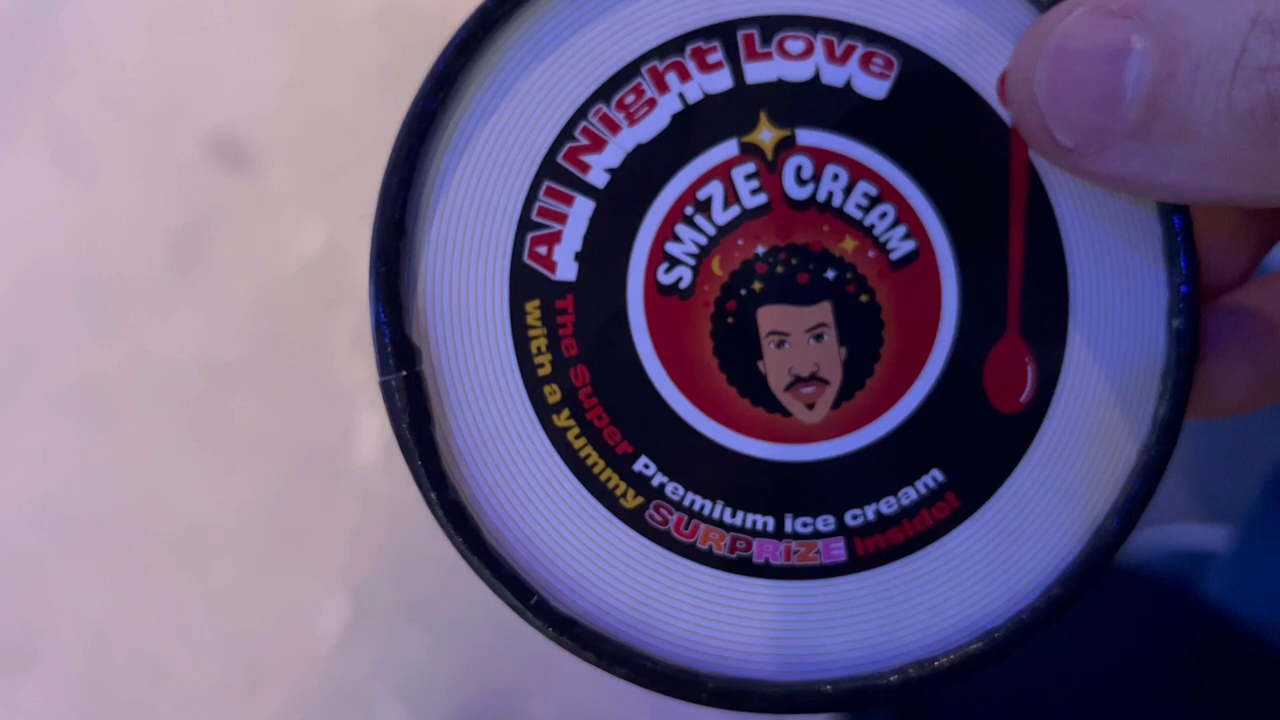 All Night Love
SMiZE CREAM
The Super Premium ice cream
with a yummy SURPRiZE inside!